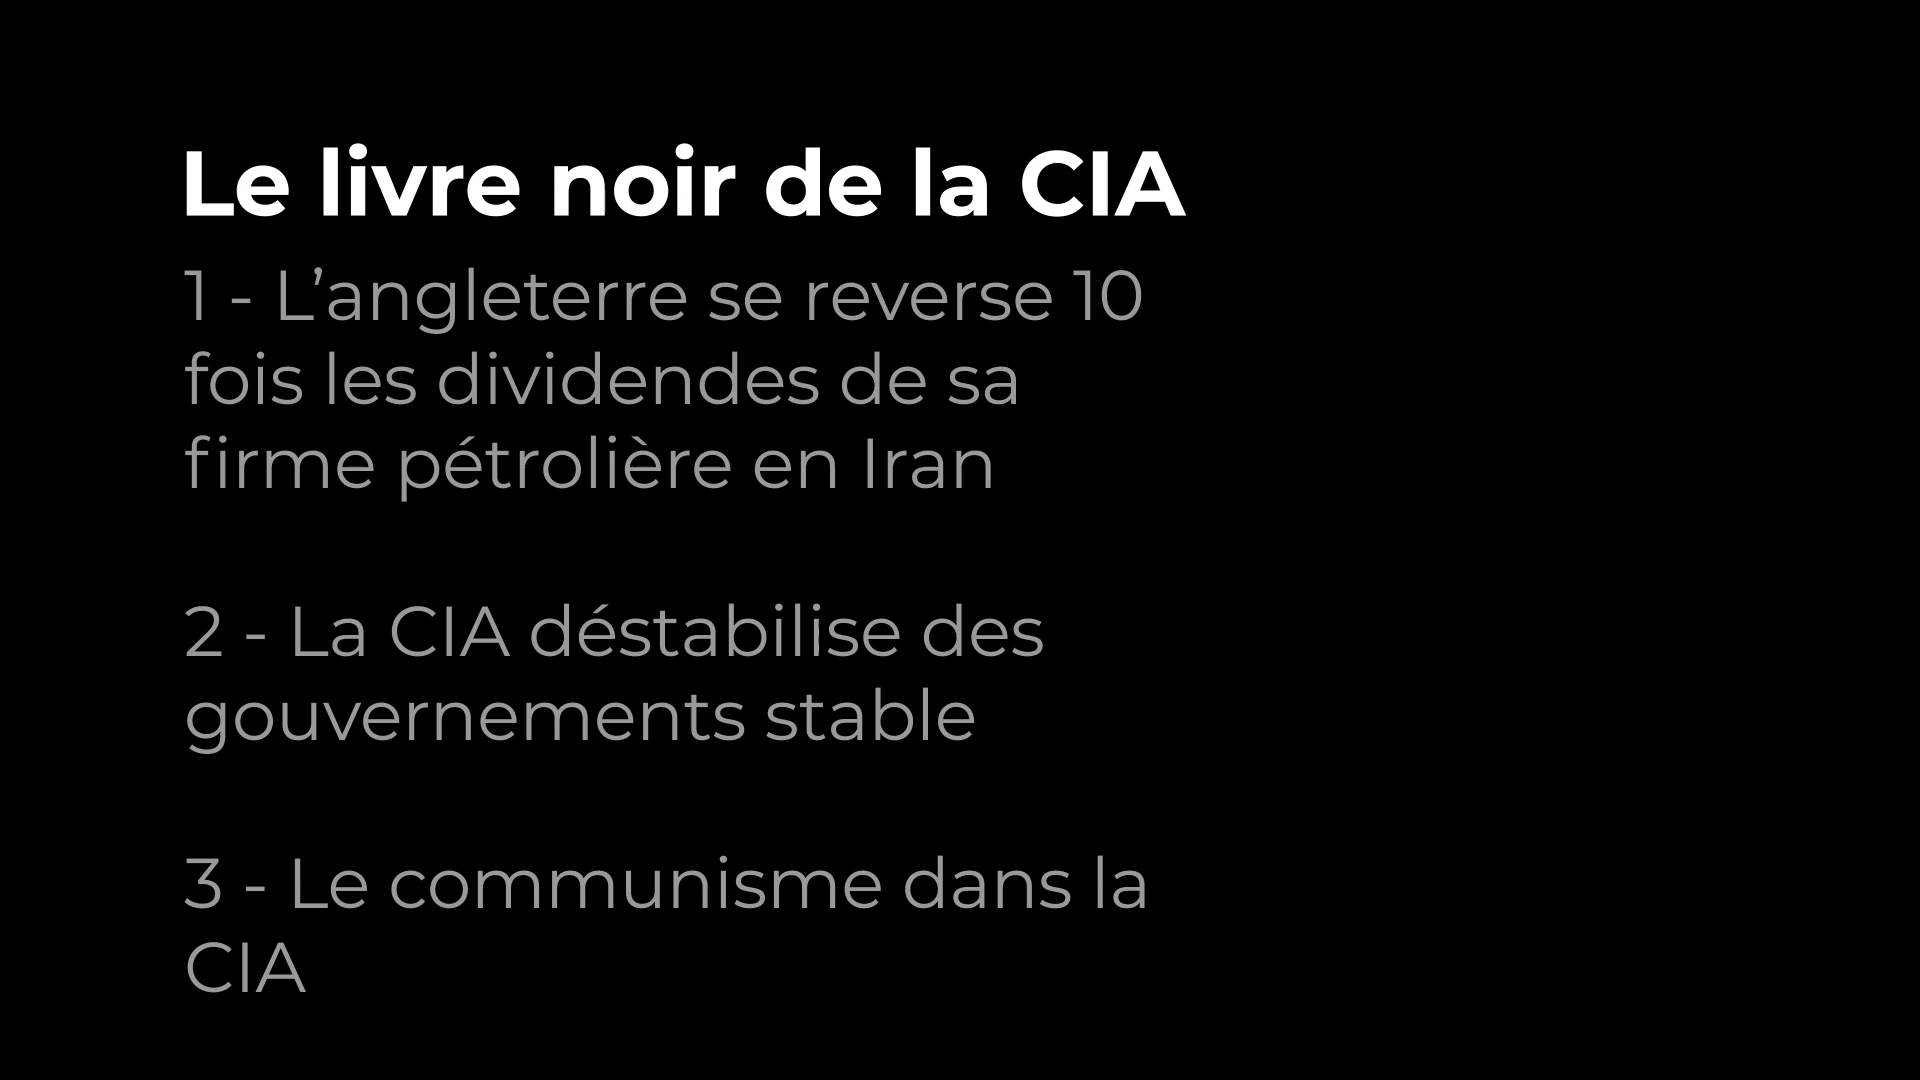 Le livre noir de la CIA
1 - L’angleterre se reverse 10
fois les dividendes de sa
firme pétrolière en Iran
2 - La CIA déstabilise des
gouvernements stable
3 - Le communisme dans la
CIA